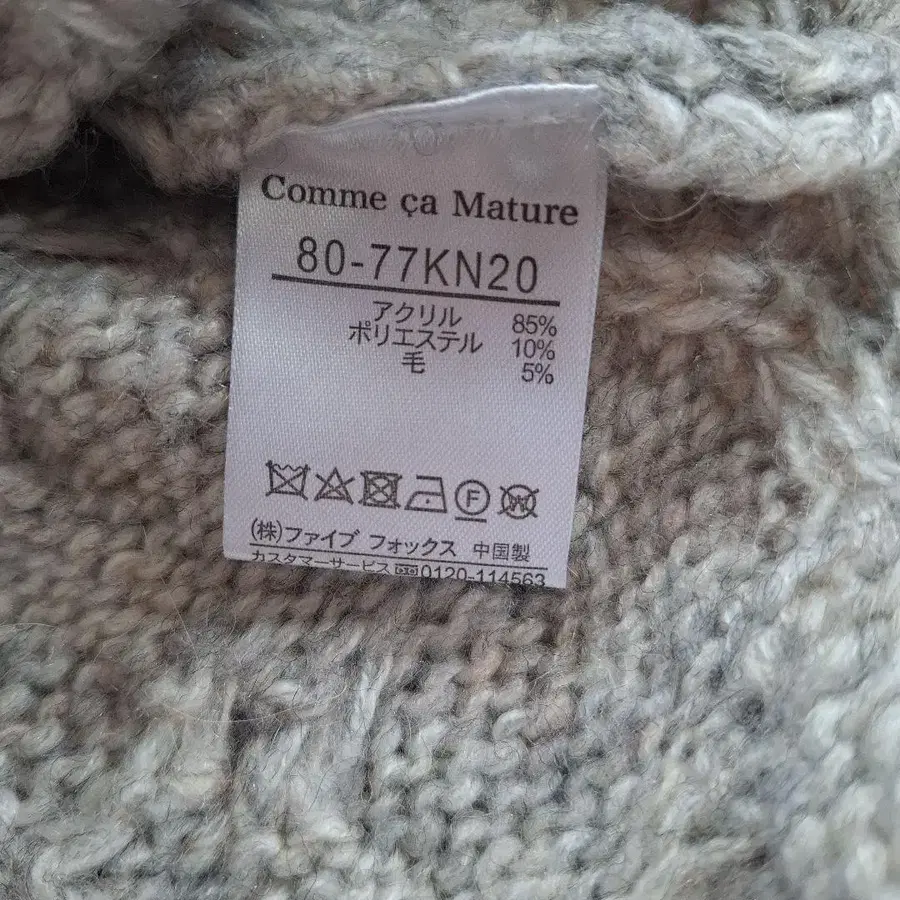 Comme ça Mature
80-77KN20
アクリル 85%
ポリエステル 10%
毛 5%
F W
(株)ファイブ フォックス 中国製
カスタマーサービス 0120-114563